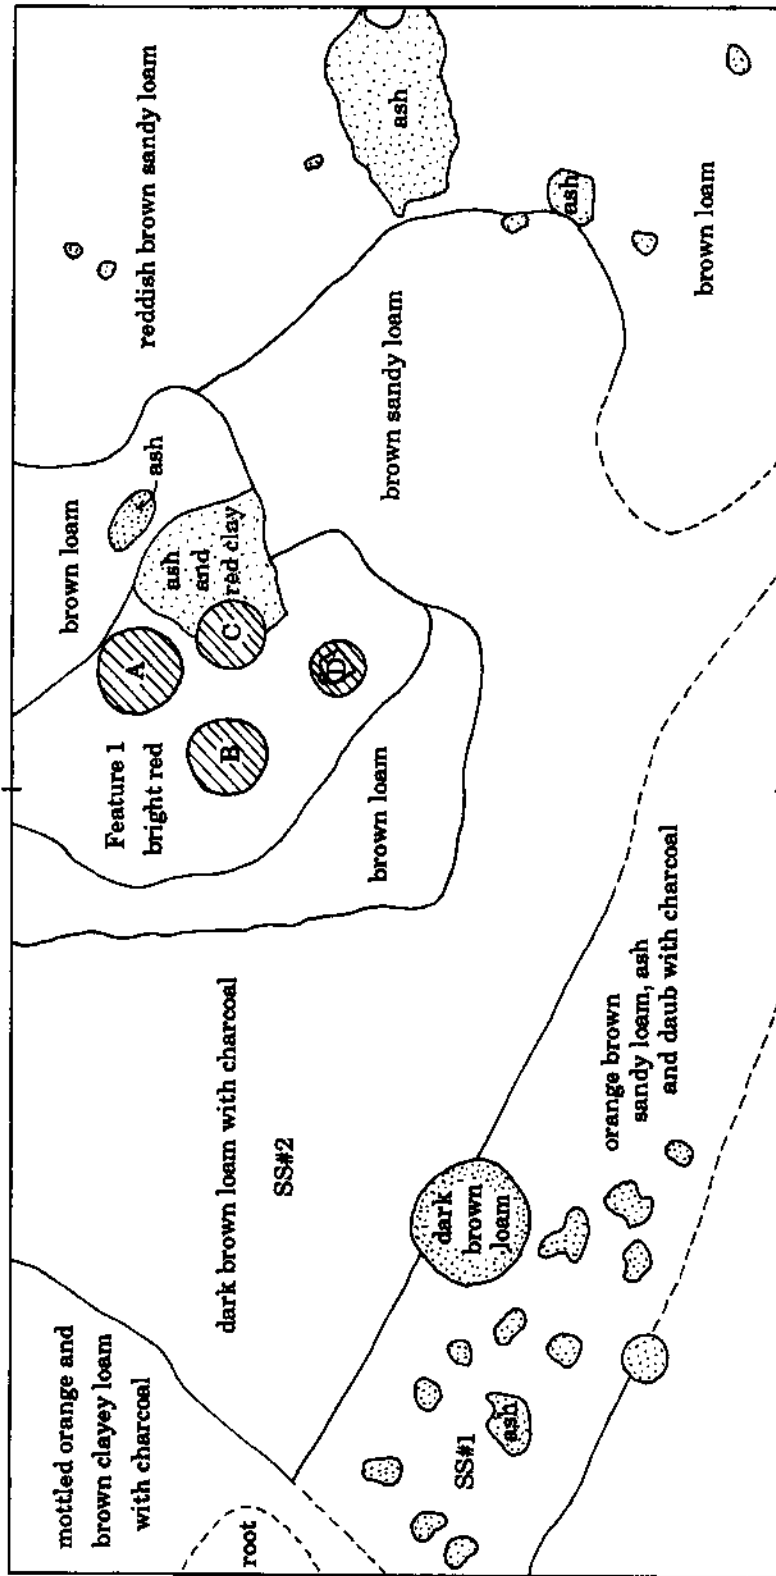 mottled orange and
brown clayey loam
with charcoal
root
dark brown loam with charcoal
SS#2
Feature 1
bright red
A
B
C
D
brown loam
ash
ash
and
red clay
brown loam
reddish brown sandy loam
ash
brown sandy loam
ash
brown loam
dark
brown
loam
SS#1
ash
orange brown
sandy loam, ash
and daub with charcoal